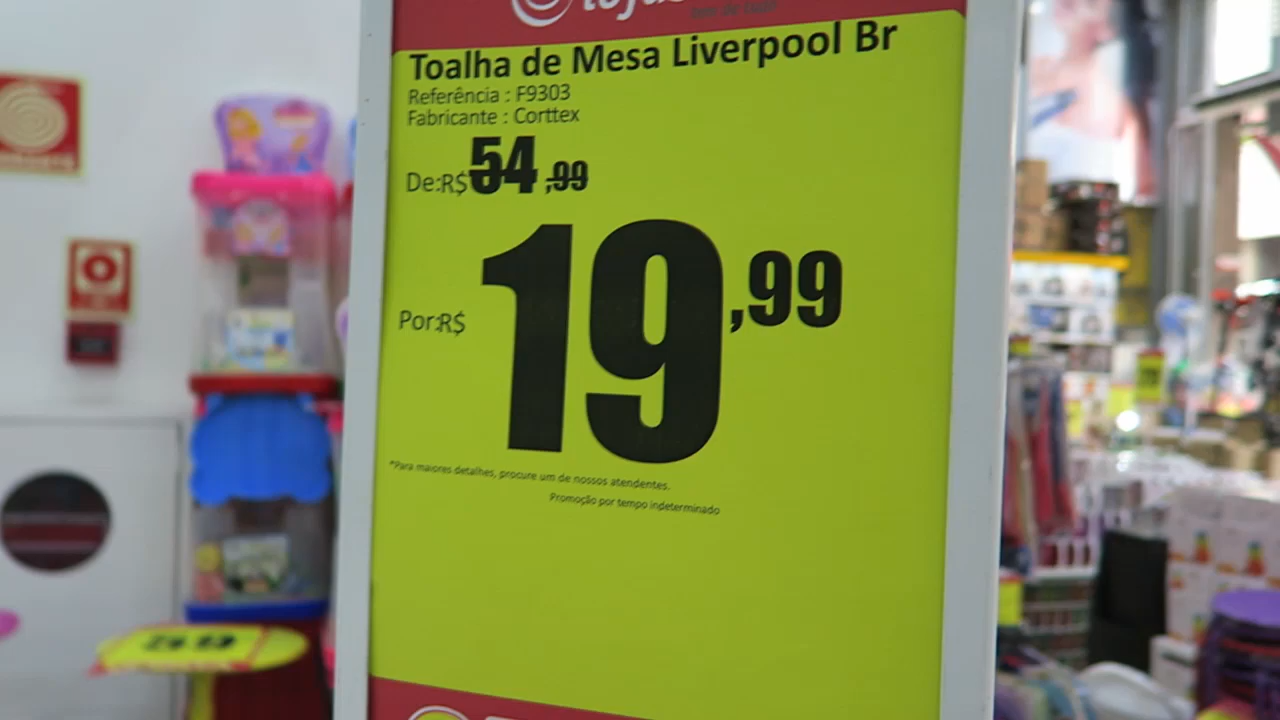 Toalha de Mesa Liverpool Br
Referência : F9303
Fabricante : Corttex
De:R$54,99
Por:R$19,99
*Para maiores detalhes, procure um de nossos atendentes.
Promoção por tempo indeterminado